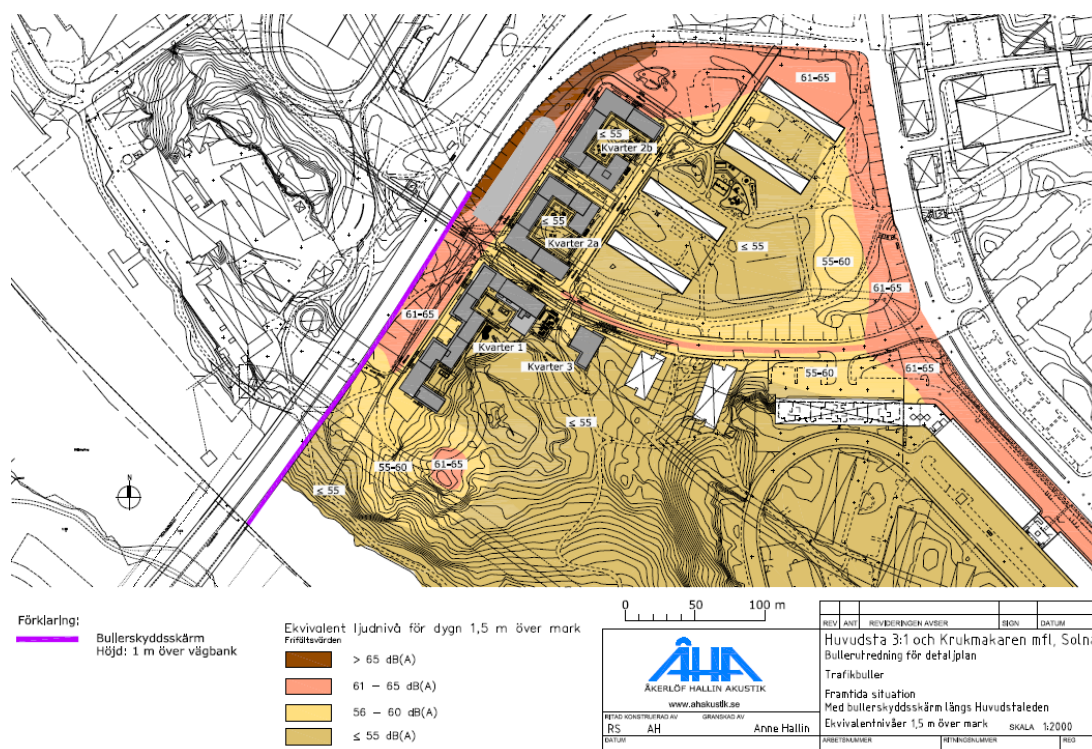 61-65
≤ 55
Kvarter 2b
≤ 55
Kvarter 2a
≤ 55
55-60
61-65
61-65
Kvarter 1
Kvarter 3
55-60
61-65
≤ 55
55-60
61-65
≤ 55
N
Förklaring:
Bullerskyddsskärm
Höjd: 1 m över vägbank
Ekvivalent ljudnivå för dygn 1,5 m över mark
Frifältsvärden
> 65 dB(A)
61 – 65 dB(A)
56 – 60 dB(A)
≤ 55 dB(A)
0 50 100 m
ÅHA
ÅKERLÖF HALLIN AKUSTIK
www.ahakustik.se
RITAD KONSTRUERAD AV GRANSKAD AV
RS AH Anne Hallin
DATUM
REV ANT REVIDERINGEN AVSER SIGN DATUM
Huvudsta 3:1 och Krukmakaren mfl, Solna
Bullerutredning för detaljplan
Trafikbuller
Framtida situation
Med bullerskyddsskärm längs Huvudstaleden
Ekvivalentnivåer 1,5 m över mark SKALA 1:2000
ARBETSNUMMER RITNINGSNUMMER REG